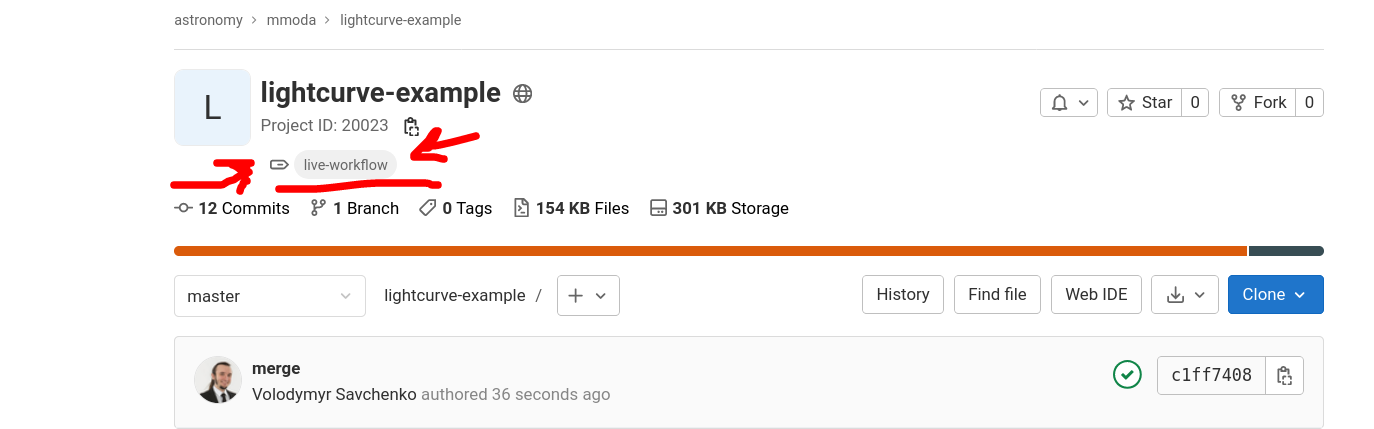 astronomy > mmoda > lightcurve-example
L
lightcurve-example
Project ID: 20023
live-workflow
Star 0 Fork 0
12 Commits 1 Branch 0 Tags 154 KB Files 301 KB Storage
master lightcurve-example / + History Find file Web IDE Clone
merge
Volodymyr Savchenko authored 36 seconds ago
c1ff7408